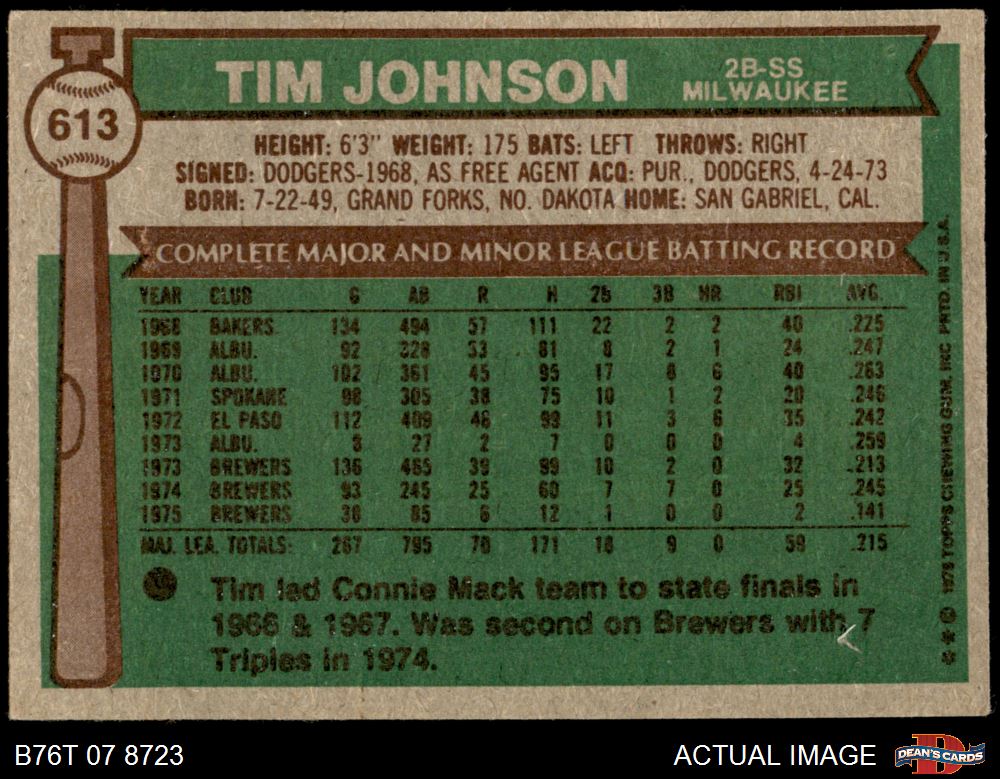 613
TIM JOHNSON
2B-SS
MILWAUKEE
HEIGHT: 6'3" WEIGHT: 175 BATS: LEFT THROWS: RIGHT
SIGNED: DODGERS-1968, AS FREE AGENT ACQ: PUR., DODGERS, 4-24-73
BORN: 7-22-49, GRAND FORKS, NO. DAKOTA HOME: SAN GABRIEL, CAL.
COMPLETE MAJOR AND MINOR LEAGUE BATTING RECORD
YEAR CLUB G AB R H 2B 3B HR RBI AVG.
1968 BAKERS 134 494 57 111 22 2 2 40 .225
1969 ALBU. 92 328 53 81 8 2 1 24 .247
1970 ALBU. 102 361 45 95 17 8 6 40 .263
1971 SPOKANE 98 305 38 75 10 1 2 20 .246
1972 EL PASO 112 409 48 99 11 3 6 35 .242
1973 ALBU. 8 27 2 7 0 0 0 4 .259
1973 BREWERS 136 465 39 99 10 2 0 32 .213
1974 BREWERS 93 245 25 60 7 7 0 25 .245
1975 BREWERS 38 85 6 12 1 0 0 2 .141
MAJ. LEA. TOTALS: 267 795 70 171 18 9 0 59 .215
Tim led Connie Mack team to state finals in
1966 & 1967. Was second on Brewers with 7
Triples in 1974.
** © 1976 TOPPS CHEWING GUM, INC PRTD. IN U.S.A.
B76T 07 8723
ACTUAL IMAGE
DEAN'S CARDS